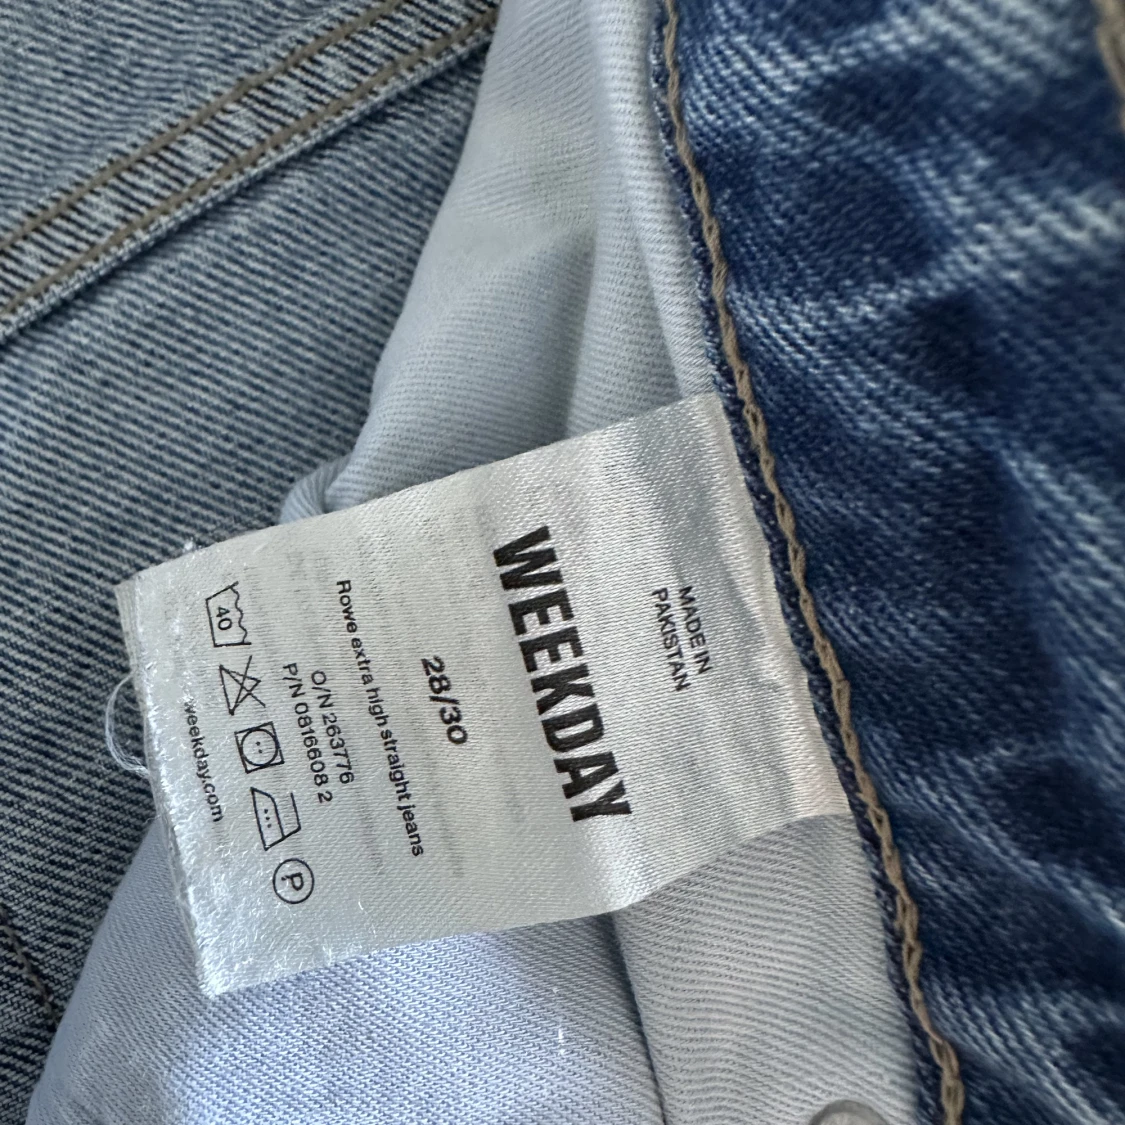 MADE IN
PAKISTAN
WEEKDAY
28/30
Rowe extra high straight jeans
O/N 263776
P/N 0816608 2
40
P
weekday.com